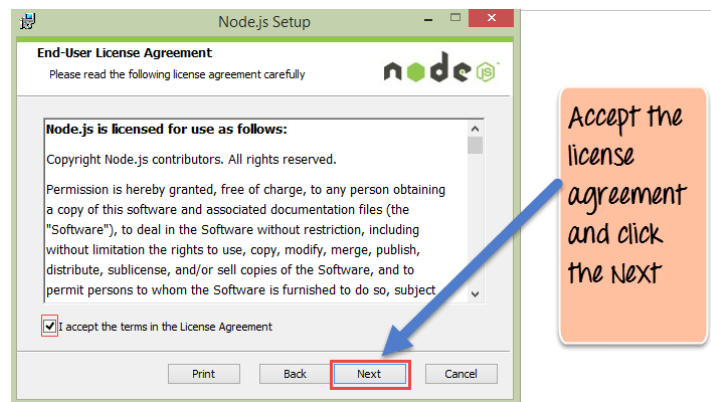 Node.js Setup
End-User License Agreement
Please read the following license agreement carefully
node JS
Node.js is licensed for use as follows:
Copyright Node.js contributors. All rights reserved.
Permission is hereby granted, free of charge, to any person obtaining
a copy of this software and associated documentation files (the
"Software"), to deal in the Software without restriction, including
without limitation the rights to use, copy, modify, merge, publish,
distribute, sublicense, and/or sell copies of the Software, and to
permit persons to whom the Software is furnished to do so, subject
I accept the terms in the License Agreement
Print Back Next Cancel
Accept the
license
agreement
and click
the Next